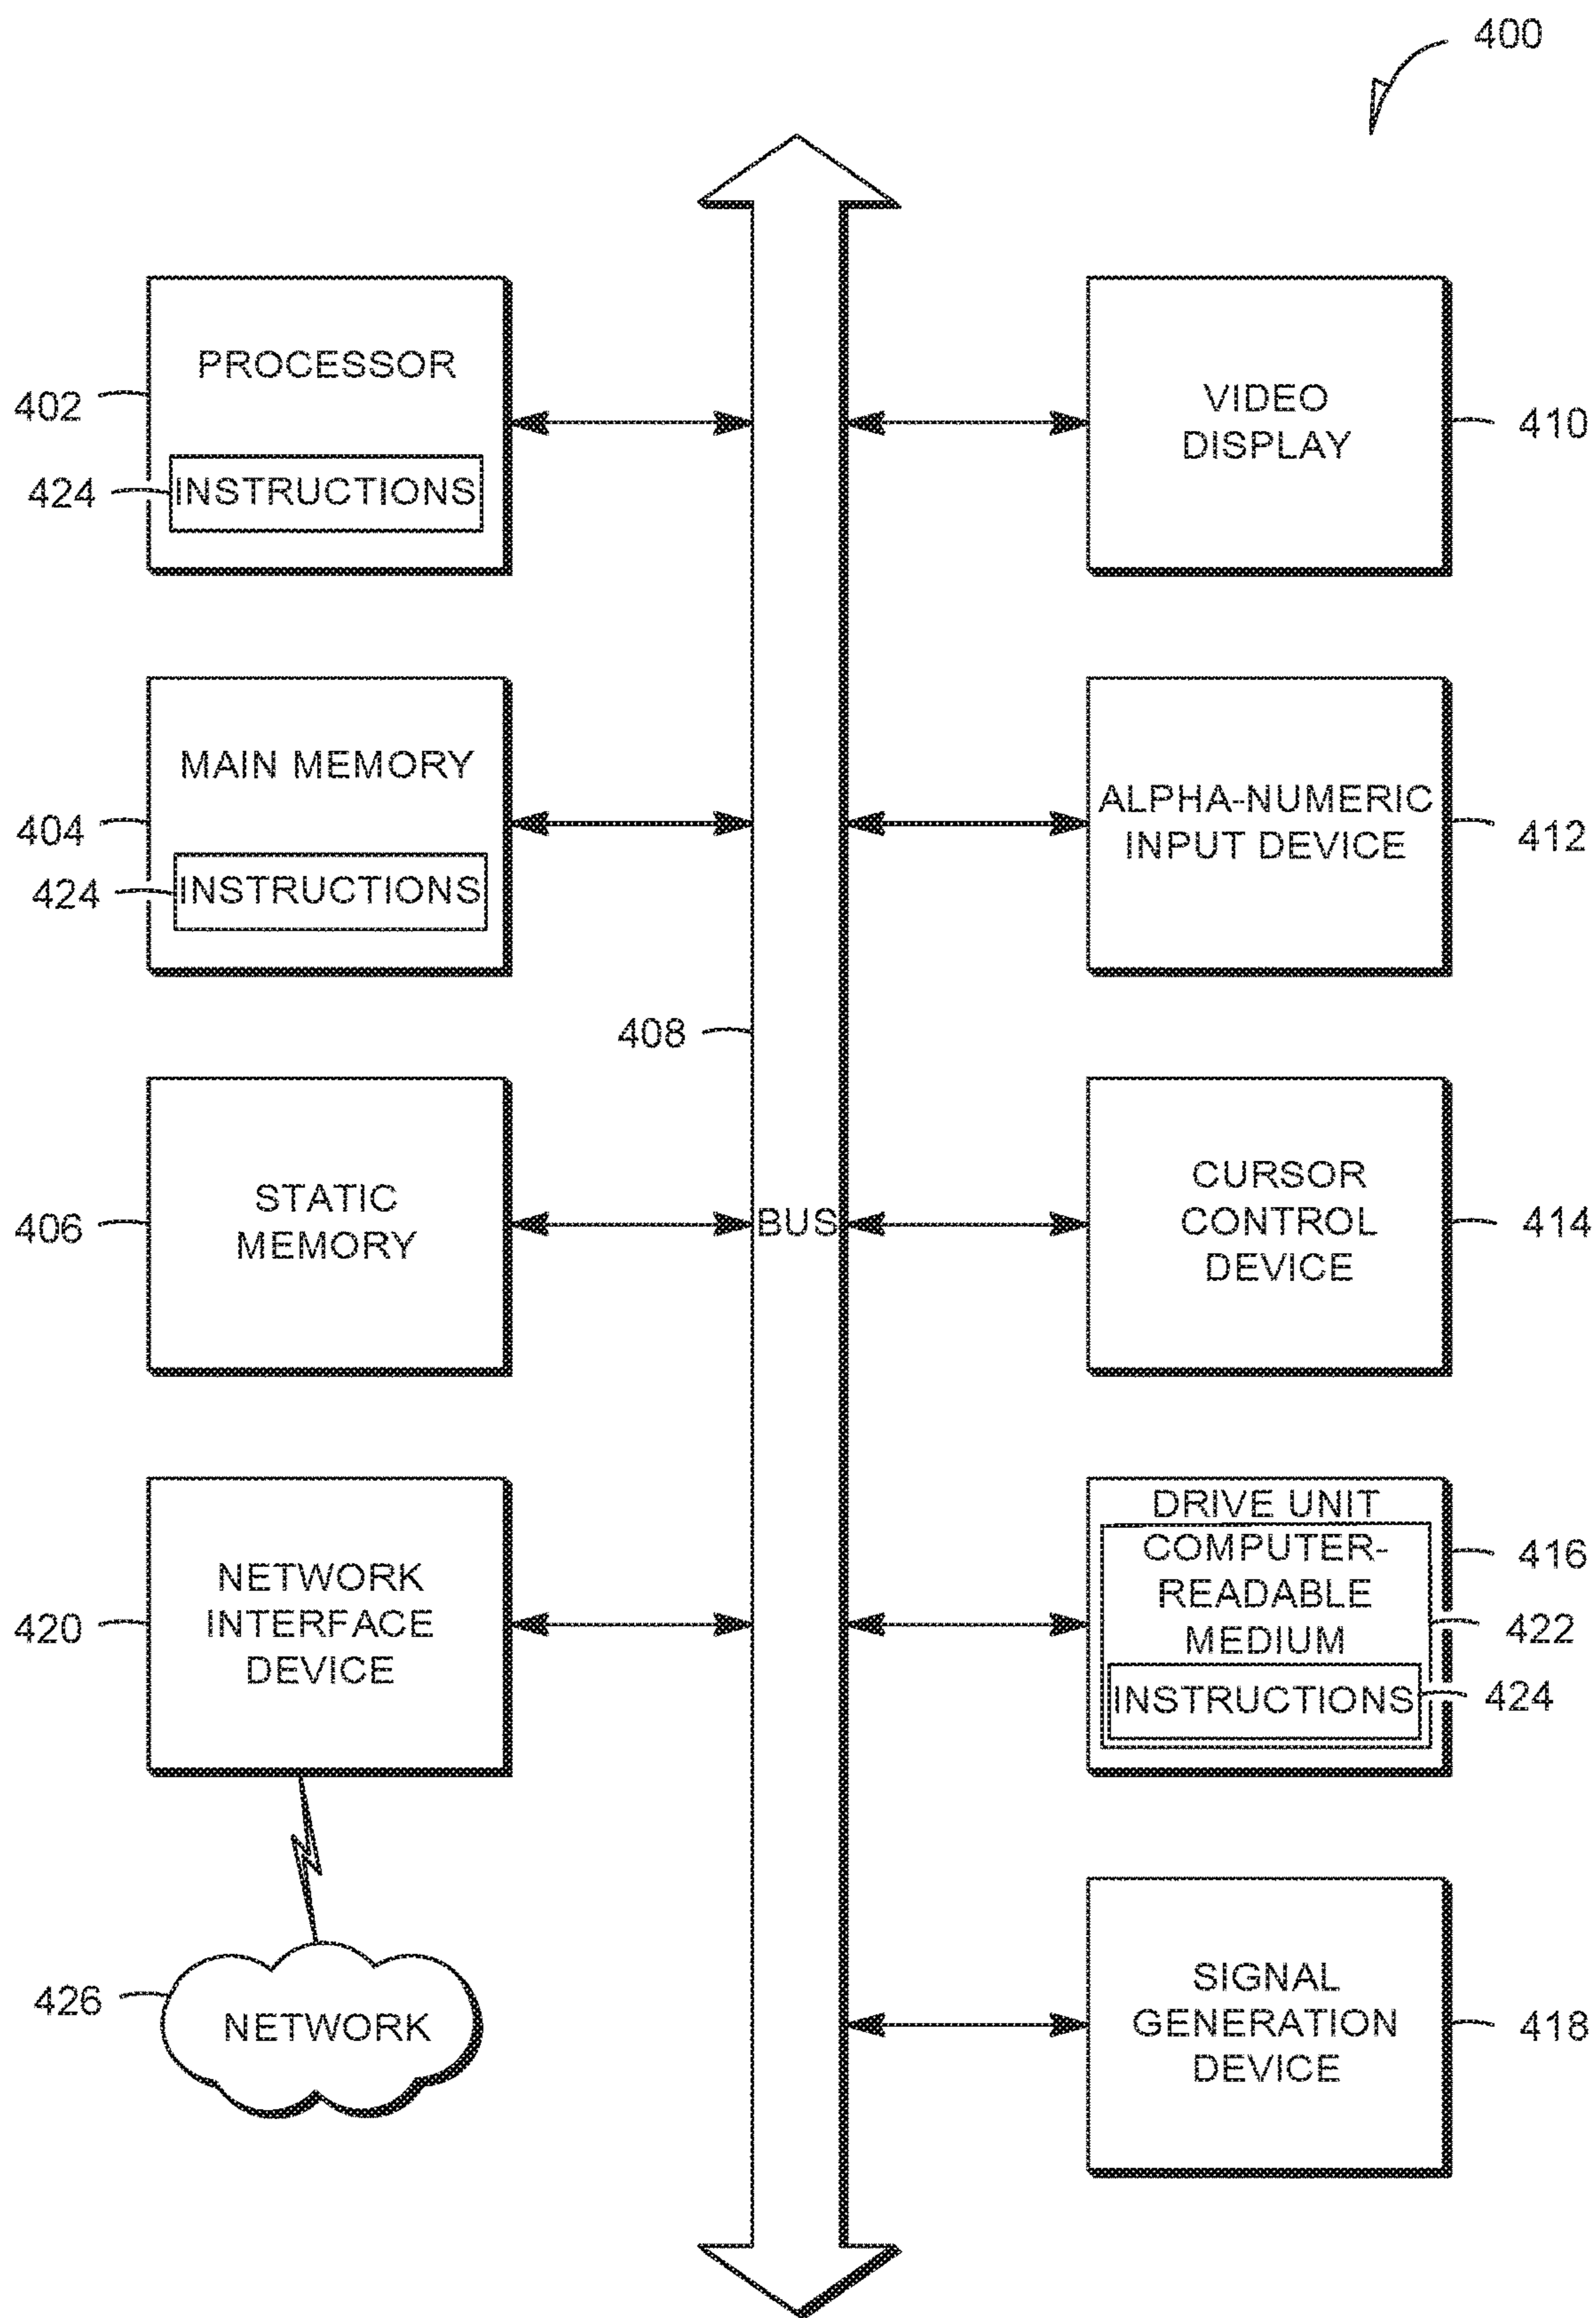 400
PROCESSOR
402
424
INSTRUCTIONS
VIDEO
DISPLAY
410
MAIN MEMORY
404
424
INSTRUCTIONS
ALPHA-NUMERIC
INPUT DEVICE
412
408
STATIC
MEMORY
406
BUS
CURSOR
CONTROL
DEVICE
414
NETWORK
INTERFACE
DEVICE
420
DRIVE UNIT
COMPUTER-
READABLE
MEDIUM
INSTRUCTIONS
416
422
424
426
NETWORK
SIGNAL
GENERATION
DEVICE
418